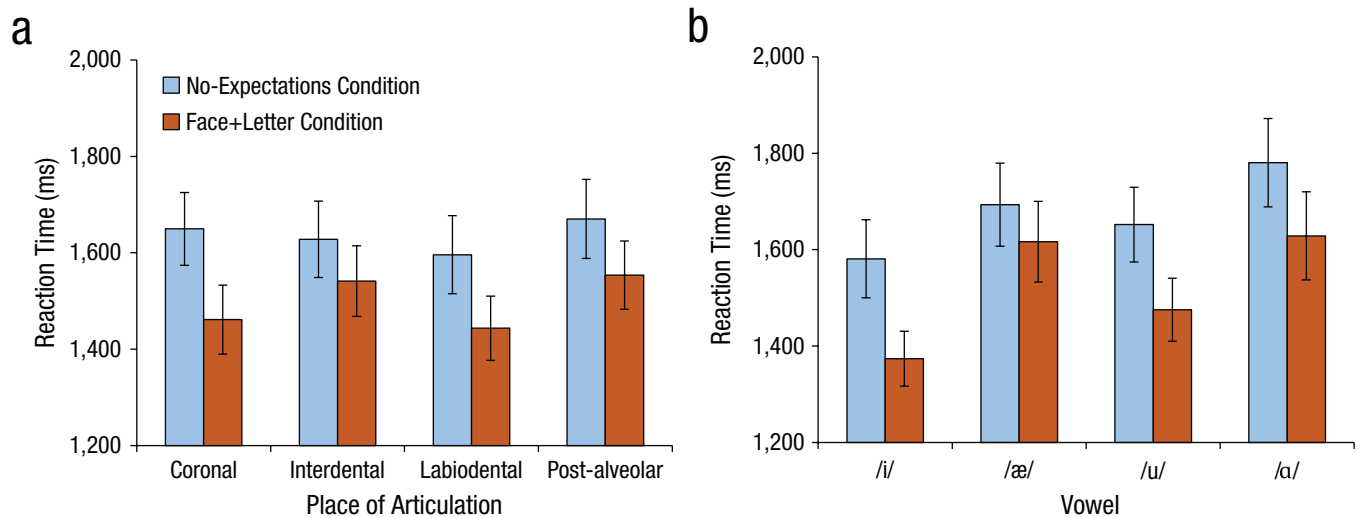 a
2,000
1,800
1,600
1,400
1,200
Reaction Time (ms)
No-Expectations Condition
Face+Letter Condition
Coronal Interdental Labiodental Post-alveolar
Place of Articulation
b
2,000
1,800
1,600
1,400
1,200
Reaction Time (ms)
/i/ /æ/ /u/ /ɑ/
Vowel